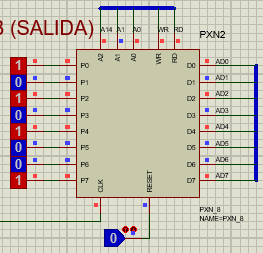 3 (SALIDA)
PXN2
A14 A1 A0 WR RD
A2 A1 A0 WR RD
1 P0 D0 AD0
0 P1 D1 AD1
1 P2 D2 AD2
0 P3 D3 AD3
1 P4 D4 AD4
0 P5 D5 AD5
0 P6 D6 AD6
1 P7 D7 AD7
CLK RESET
0
PXN_8
NAME=PXN_8